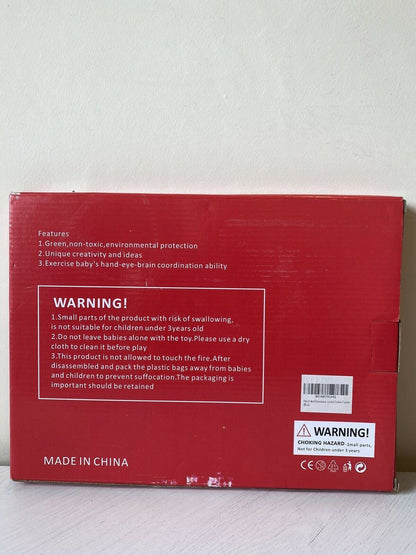 Features
1.Green,non-toxic,environmental protection
2.Unique creativity and ideas
3.Exercise baby's hand-eye-brain coordination ability
WARNING!
1.Small parts of the product with risk of swallowing,
is not suitable for children under 3years old
2.Do not leave babies alone with the toy.Please use a dry
cloth to clean it before play
3.This product is not allowed to touch the fire.After
disassembled and pack the plastic bags away from babies
and children to prevent suffocation.The packaging is
important should be retained
WARNING!
CHOKING HAZARD-Small parts,
Not for Children under 3 years
MADE IN CHINA
CE
0-3